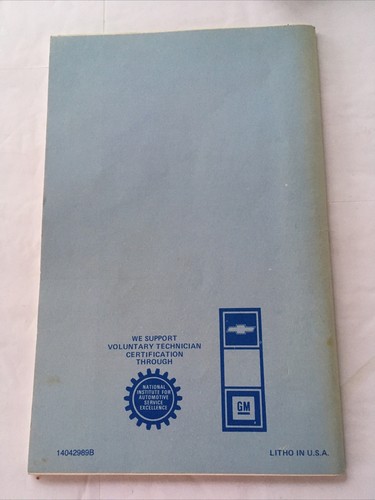 WE SUPPORT
VOLUNTARY TECHNICIAN
CERTIFICATION
THROUGH
NATIONAL
INSTITUTE FOR
AUTOMOTIVE
SERVICE
EXCELLENCE
GM
14042989B
LITHO IN U.S.A.